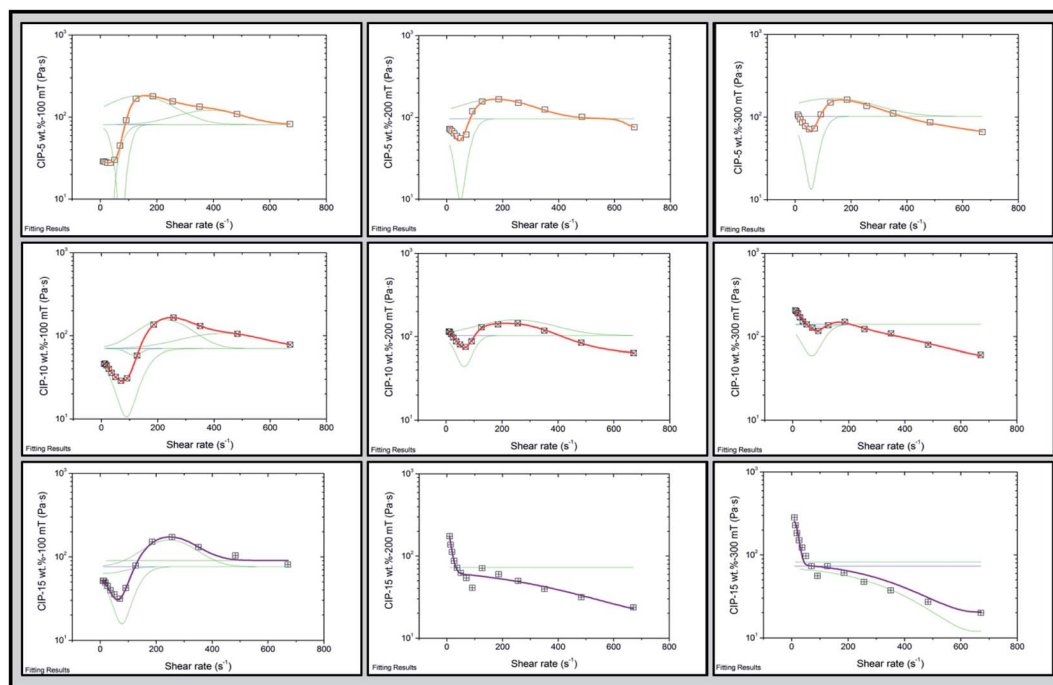 10³
10²
10¹
CIP-5 wt.%-100 mT (Pa·s)
0 200 400 600 800
Shear rate (s⁻¹)
Fitting Results
10³
10²
10¹
CIP-5 wt.%-200 mT (Pa·s)
0 200 400 600 800
Shear rate (s⁻¹)
Fitting Results
10³
10²
10¹
CIP-5 wt.%-300 mT (Pa·s)
0 200 400 600 800
Shear rate (s⁻¹)
Fitting Results
10³
10²
10¹
CIP-10 wt.%-100 mT (Pa·s)
0 200 400 600 800
Shear rate (s⁻¹)
Fitting Results
10³
10²
10¹
CIP-10 wt.%-200 mT (Pa·s)
0 200 400 600 800
Shear rate (s⁻¹)
Fitting Results
10³
10²
10¹
CIP-10 wt.%-300 mT (Pa·s)
0 200 400 600 800
Shear rate (s⁻¹)
Fitting Results
10³
10²
10¹
CIP-15 wt.%-100 mT (Pa·s)
0 200 400 600 800
Shear rate (s⁻¹)
Fitting Results
10³
10²
10¹
CIP-15 wt.%-200 mT (Pa·s)
0 200 400 600 800
Shear rate (s⁻¹)
Fitting Results
10³
10²
10¹
CIP-15 wt.%-300 mT (Pa·s)
0 200 400 600 800
Shear rate (s⁻¹)
Fitting Results